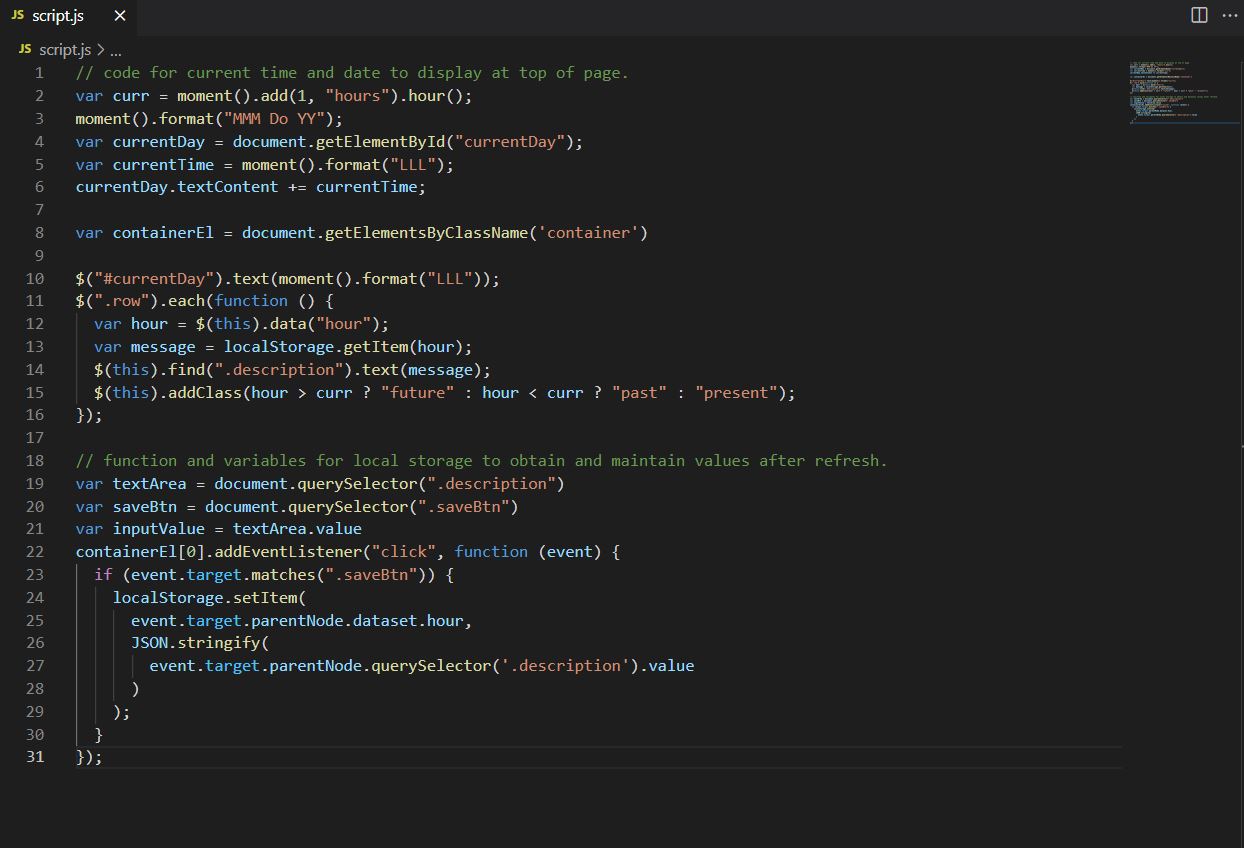 JS script.js ×
JS script.js > ...
1 // code for current time and date to display at top of page.
2 var curr = moment().add(1, "hours").hour();
3 moment().format("MMM Do YY");
4 var currentDay = document.getElementById("currentDay");
5 var currentTime = moment().format("LLL");
6 currentDay.textContent += currentTime;
7
8 var containerEl = document.getElementsByClassName('container')
9
10 $("#currentDay").text(moment().format("LLL"));
11 $(".row").each(function () {
12   var hour = $(this).data("hour");
13   var message = localStorage.getItem(hour);
14   $(this).find(".description").text(message);
15   $(this).addClass(hour > curr ? "future" : hour < curr ? "past" : "present");
16 });
17
18 // function and variables for local storage to obtain and maintain values after refresh.
19 var textArea = document.querySelector(".description")
20 var saveBtn = document.querySelector(".saveBtn")
21 var inputValue = textArea.value
22 containerEl[0].addEventListener("click", function (event) {
23   if (event.target.matches(".saveBtn")) {
24     localStorage.setItem(
25       event.target.parentNode.dataset.hour,
26       JSON.stringify(
27         event.target.parentNode.querySelector('.description').value
28       )
29     );
30   }
31 });